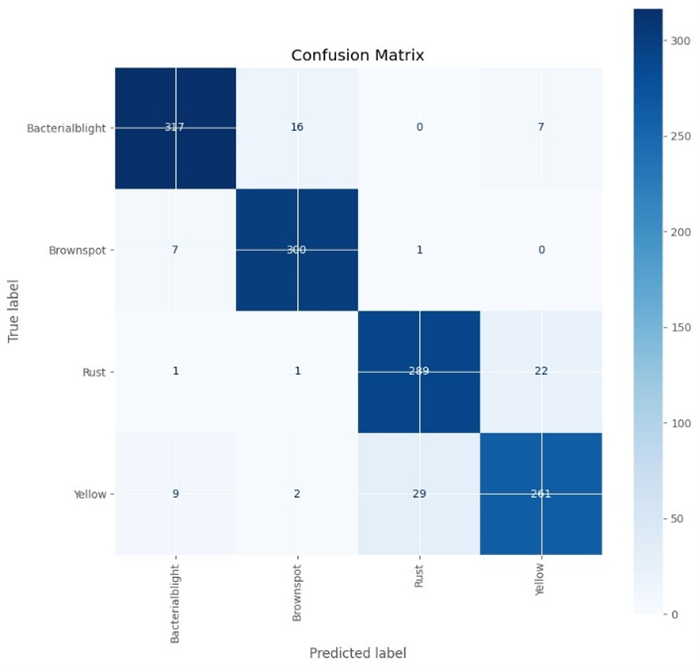 Confusion Matrix
Bacterialblight 317 16 0 7
Brownspot 7 300 1 0
Rust 1 1 289 22
Yellow 9 2 29 261
Bacterialblight Brownspot Rust Yellow
Predicted label
True label
300
250
200
150
100
50
0